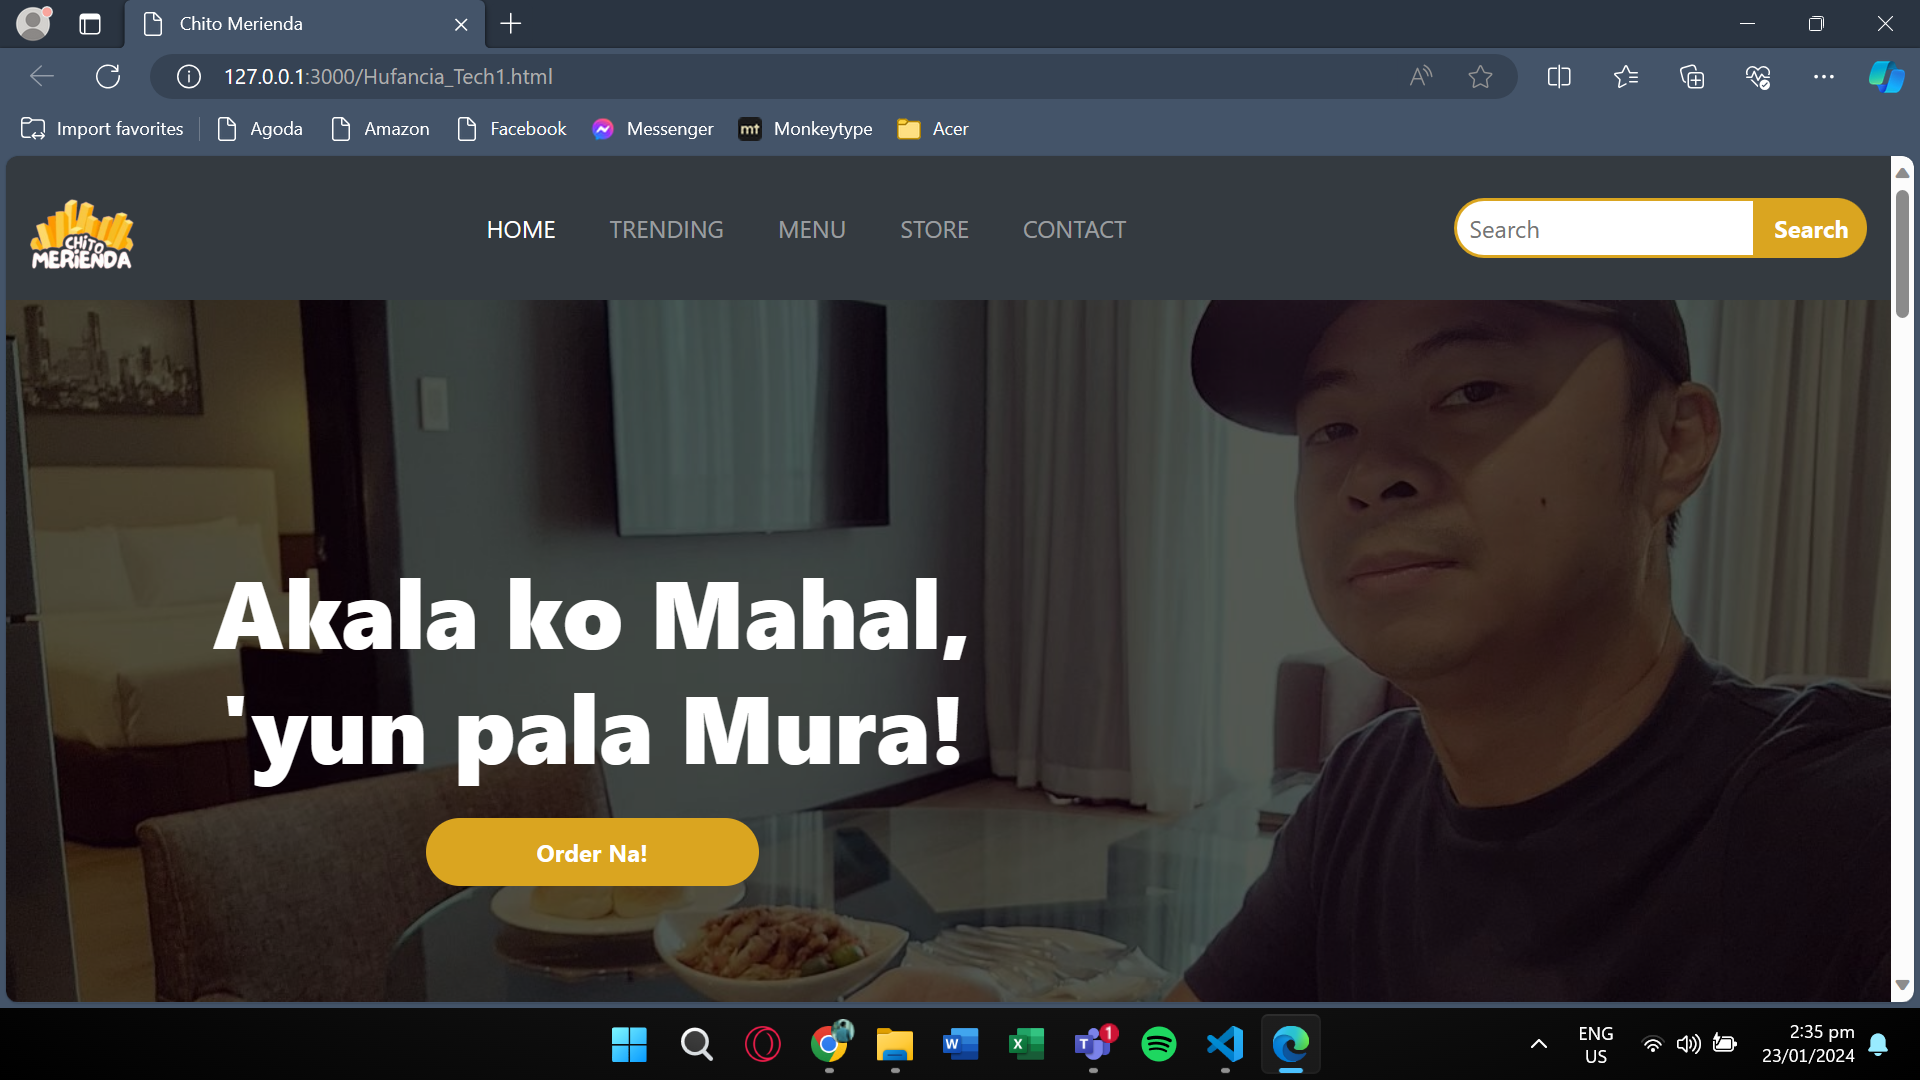 Chito Merienda
127.0.0.1:3000/Hufancia_Tech1.html
Import favorites
Agoda
Amazon
Facebook
mt
Messenger
Monkeytype
Acer
CHITO
MERIENDA
HOME
TRENDING
MENU
STORE
CONTACT
Search
Search
Akala ko Mahal,
'yun pala Mura!
Order Na!
W
X
T
1
ENG
US
2:35 pm
23/01/2024